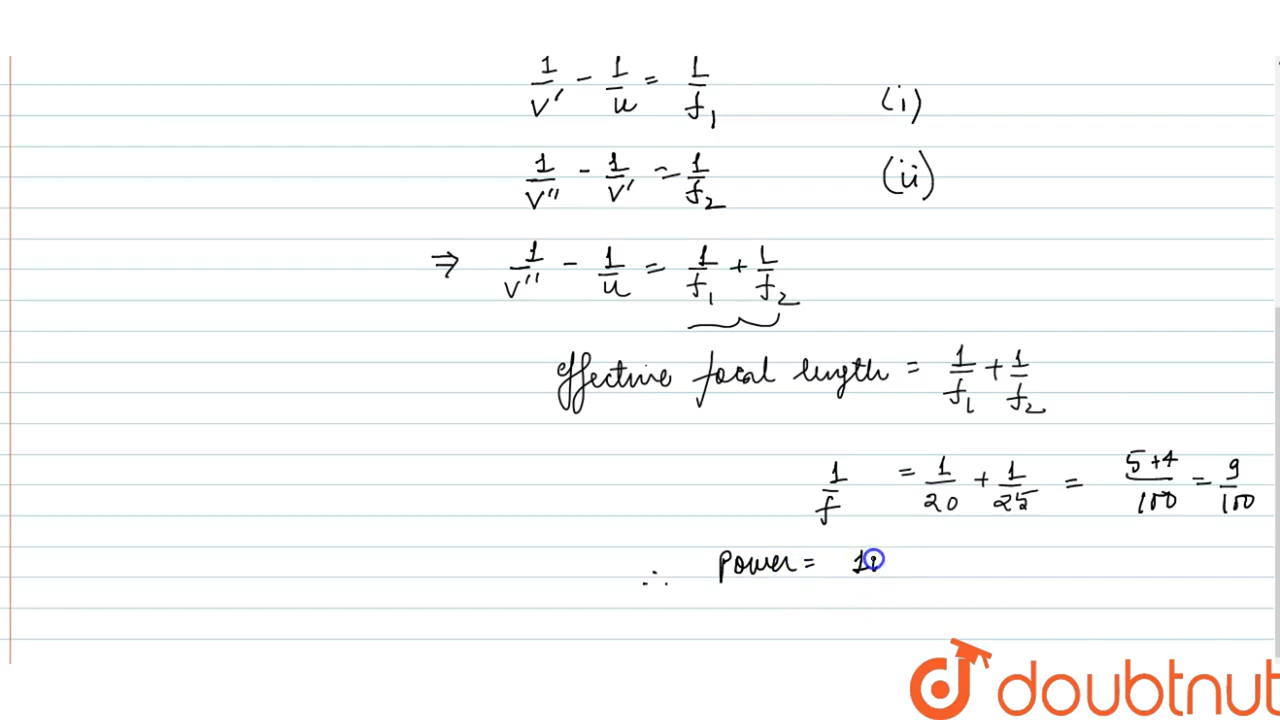 1/v' - 1/u = 1/f₁ (i)
1/v'' - 1/v' = 1/f₂ (ii)
⇒ 1/v'' - 1/u = 1/f₁ + 1/f₂
effective focal length = 1/f₁ + 1/f₂
1/f = 1/20 + 1/25 = 5+4/100 = 9/100
∴ Power =
doubtnut